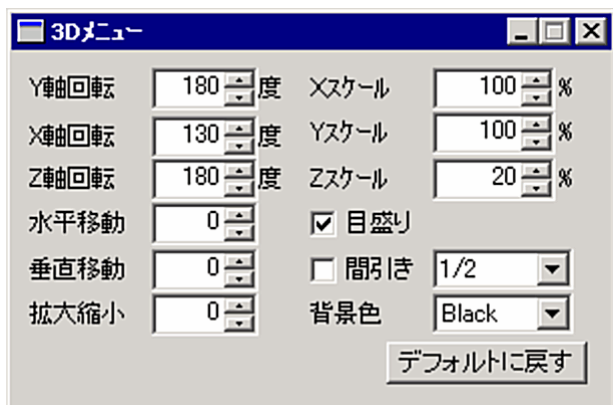 3Dメニュー
Y軸回転 180 度 Xスケール 100 %
X軸回転 130 度 Yスケール 100 %
Z軸回転 180 度 Zスケール 20 %
水平移動 0 目盛り
垂直移動 0 間引き 1/2
拡大縮小 0 背景色 Black
デフォルトに戻す